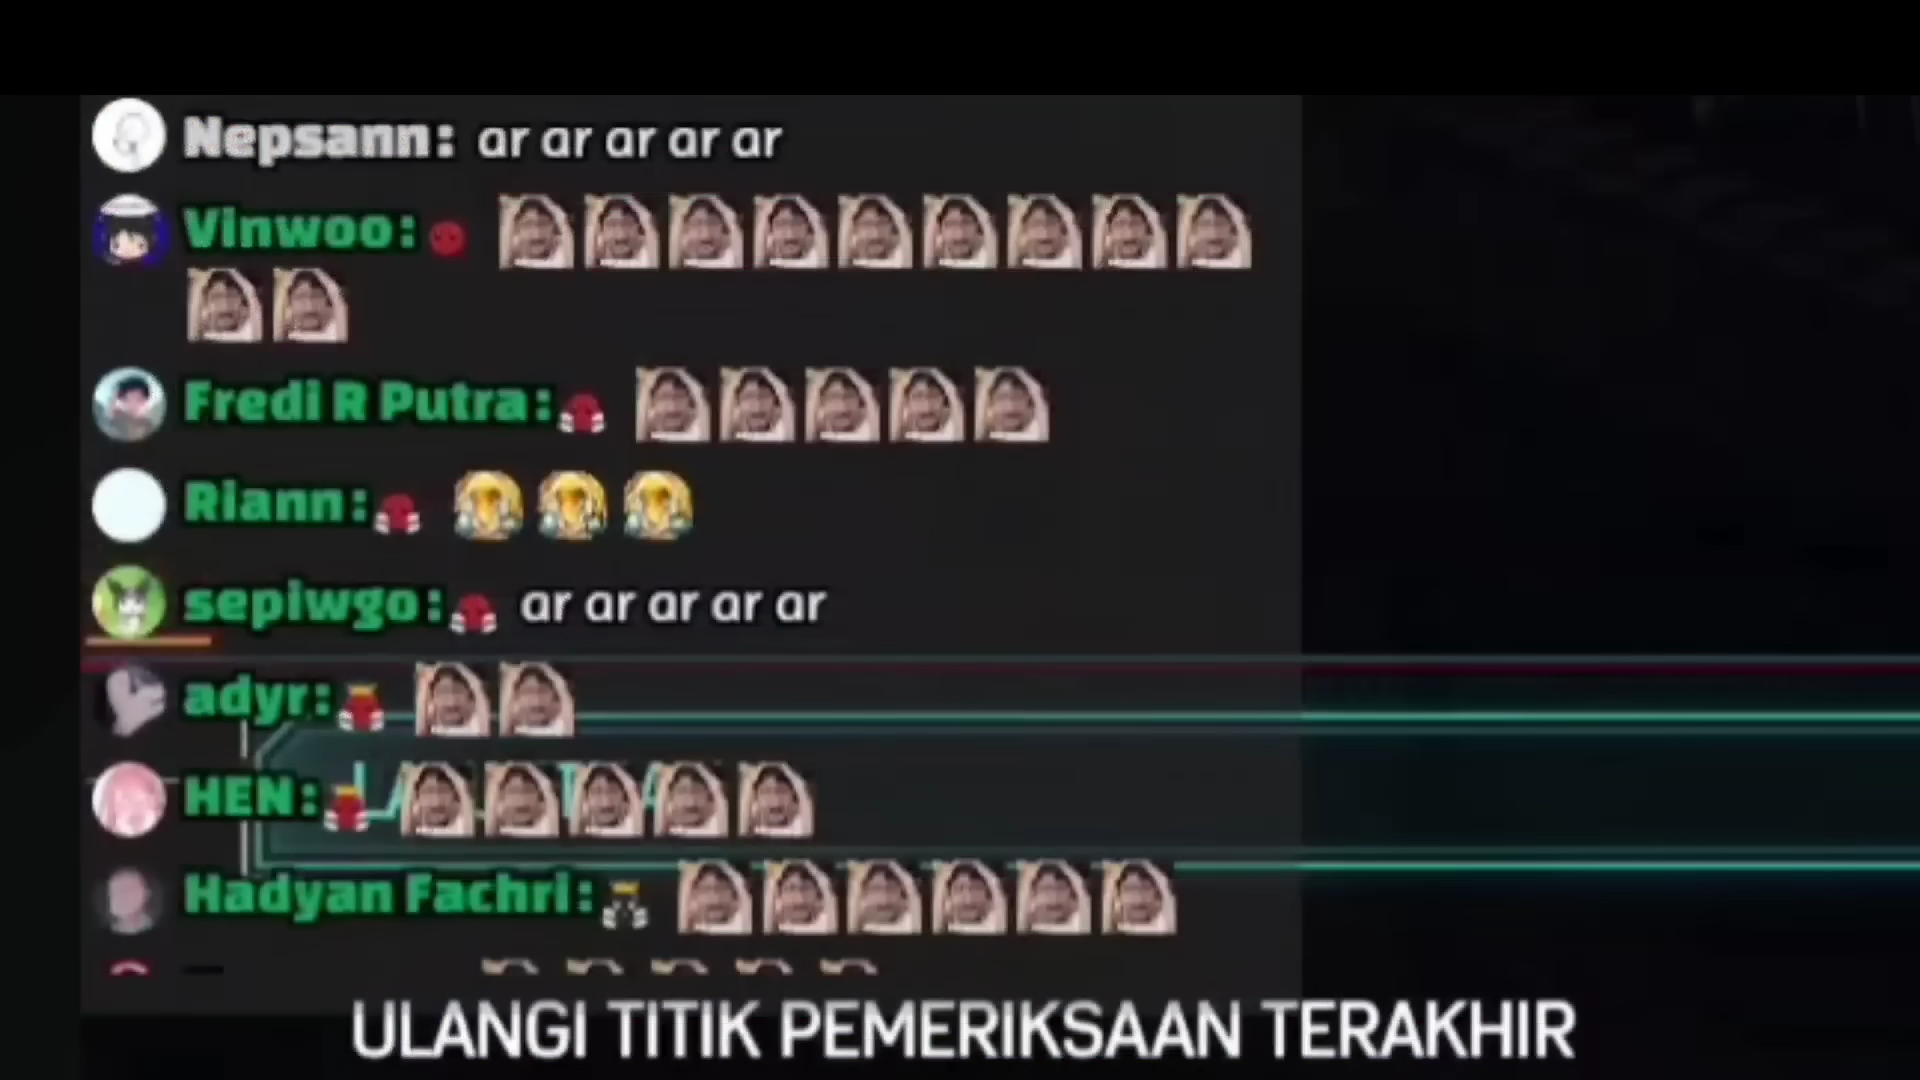 Nepsann: ar ar ar ar ar
Vinwoo:
Fredi R Putra:
Riann:
sepiwgo: ar ar ar ar ar
adyr:
HEN:
Hadyan Fachri:
ULANGI TITIK PEMERIKSAAN TERAKHIR